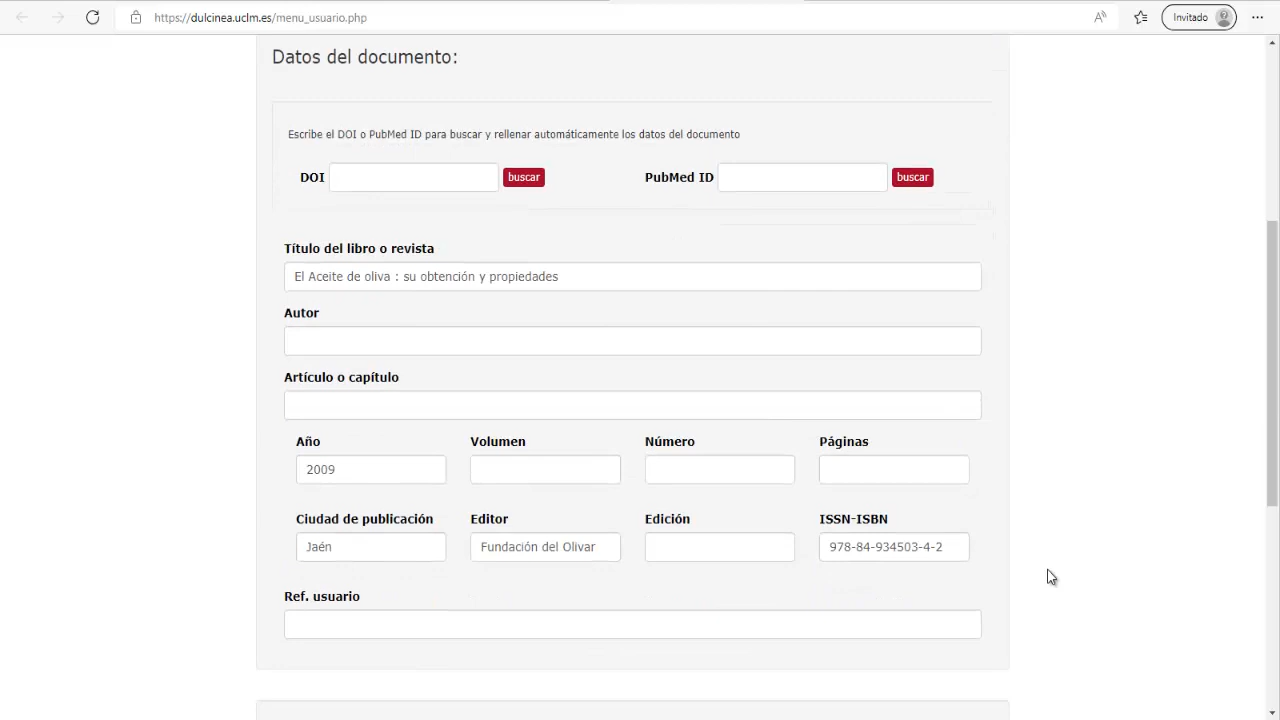 https://dulcinea.uclm.es/menu_usuario.php
Invitado
Datos del documento:
Escribe el DOI o PubMed ID para buscar y rellenar automáticamente los datos del documento
DOI buscar PubMed ID buscar
Título del libro o revista
El Aceite de oliva : su obtención y propiedades
Autor
Artículo o capítulo
Año Volumen Número Páginas
2009
Ciudad de publicación Editor Edición ISSN-ISBN
Jaén Fundación del Olivar 978-84-934503-4-2
Ref. usuario